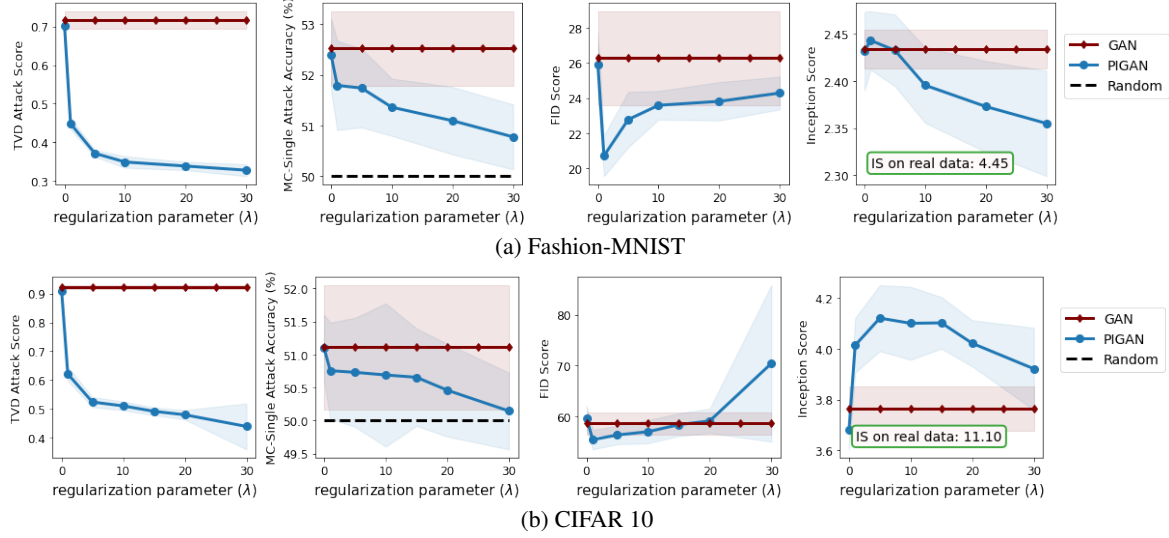 TVD Attack Score
0.7
0.6
0.5
0.4
0.3
0 10 20 30
regularization parameter (λ)
MC-Single Attack Accuracy (%)
53
52
51
50
0 10 20 30
regularization parameter (λ)
FID Score
28
26
24
22
20
0 10 20 30
regularization parameter (λ)
Inception Score
2.45
2.40
2.35
2.30
IS on real data: 4.45
0 10 20 30
regularization parameter (λ)
GAN
PIGAN
Random
(a) Fashion-MNIST
TVD Attack Score
0.9
0.8
0.7
0.6
0.5
0.4
0 10 20 30
regularization parameter (λ)
MC-Single Attack Accuracy (%)
52.0
51.5
51.0
50.5
50.0
49.5
0 10 20 30
regularization parameter (λ)
FID Score
80
70
60
50
0 10 20 30
regularization parameter (λ)
Inception Score
4.2
4.0
3.8
3.6
IS on real data: 11.10
0 10 20 30
regularization parameter (λ)
GAN
PIGAN
Random
(b) CIFAR 10